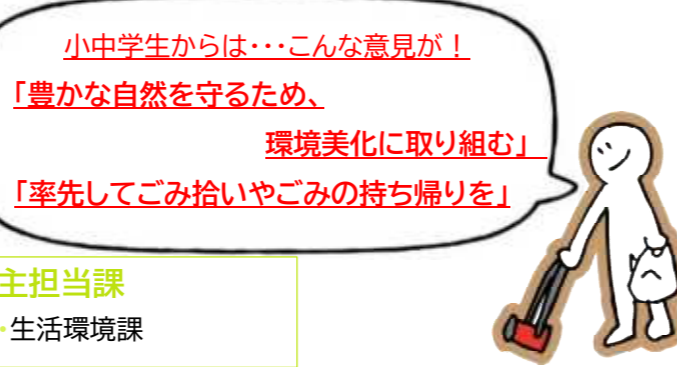 小中学生からは・・・こんな意見が！
「豊かな自然を守るため、
環境美化に取り組む」
「率先してごみ拾いやごみの持ち帰りを」
主担当課
・生活環境課